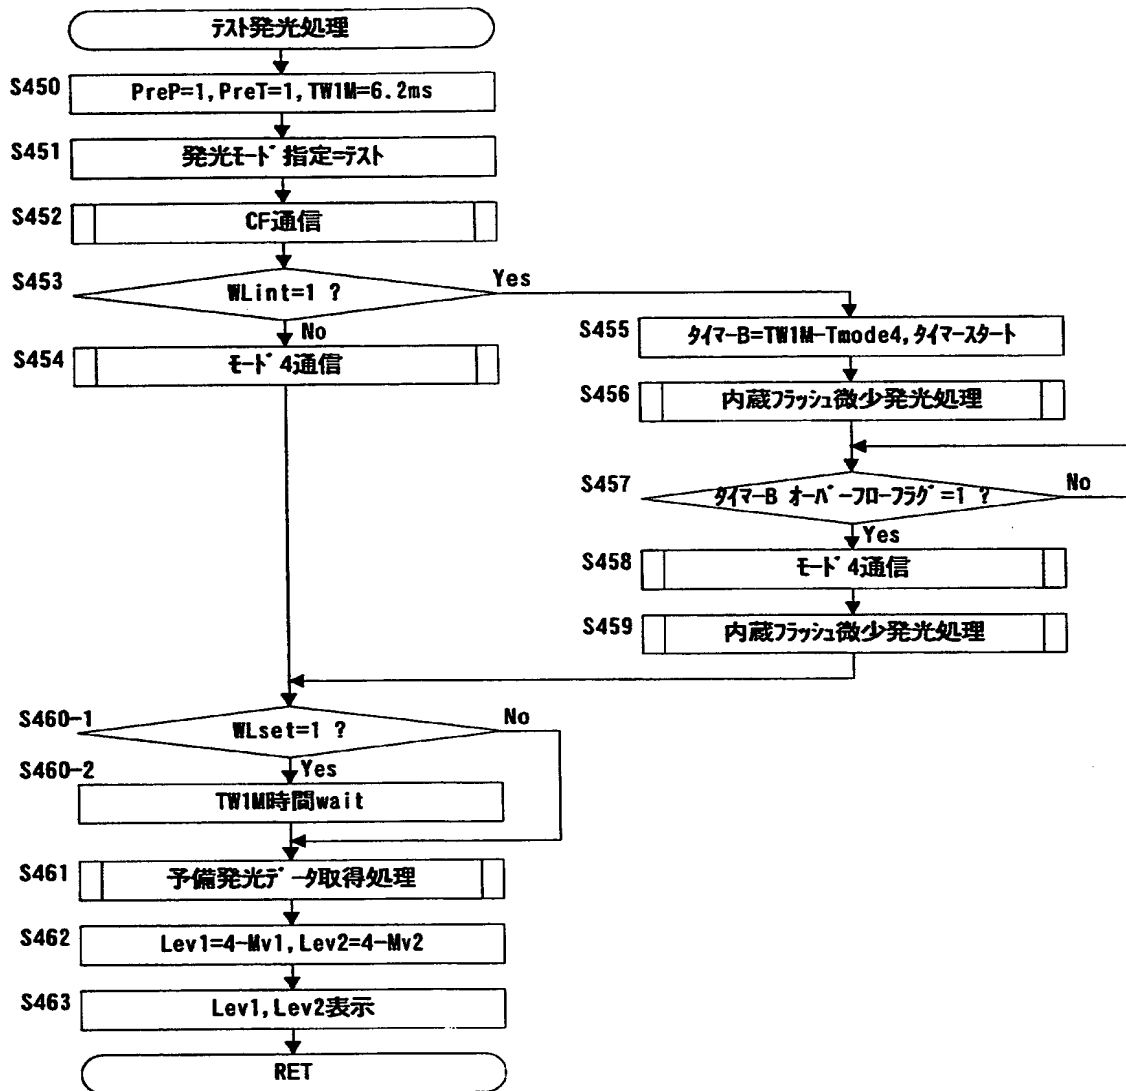 テスト発光処理
S450
PreP=1,PreT=1,TW1M=6.2ms
S451
発光モード指定=テスト
S452
CF通信
S453
WLint=1 ?
Yes
No
S454
モード4通信
S455
タイマーB=TW1M-Tmode4,タイマースタート
S456
内蔵フラッシュ微少発光処理
S457
タイマーB オーバーフローフラグ=1 ?
No
Yes
S458
モード4通信
S459
内蔵フラッシュ微少発光処理
S460-1
WLset=1 ?
No
S460-2
Yes
TW1M時間wait
S461
予備発光データ取得処理
S462
Lev1=4-Mv1,Lev2=4-Mv2
S463
Lev1,Lev2表示
RET